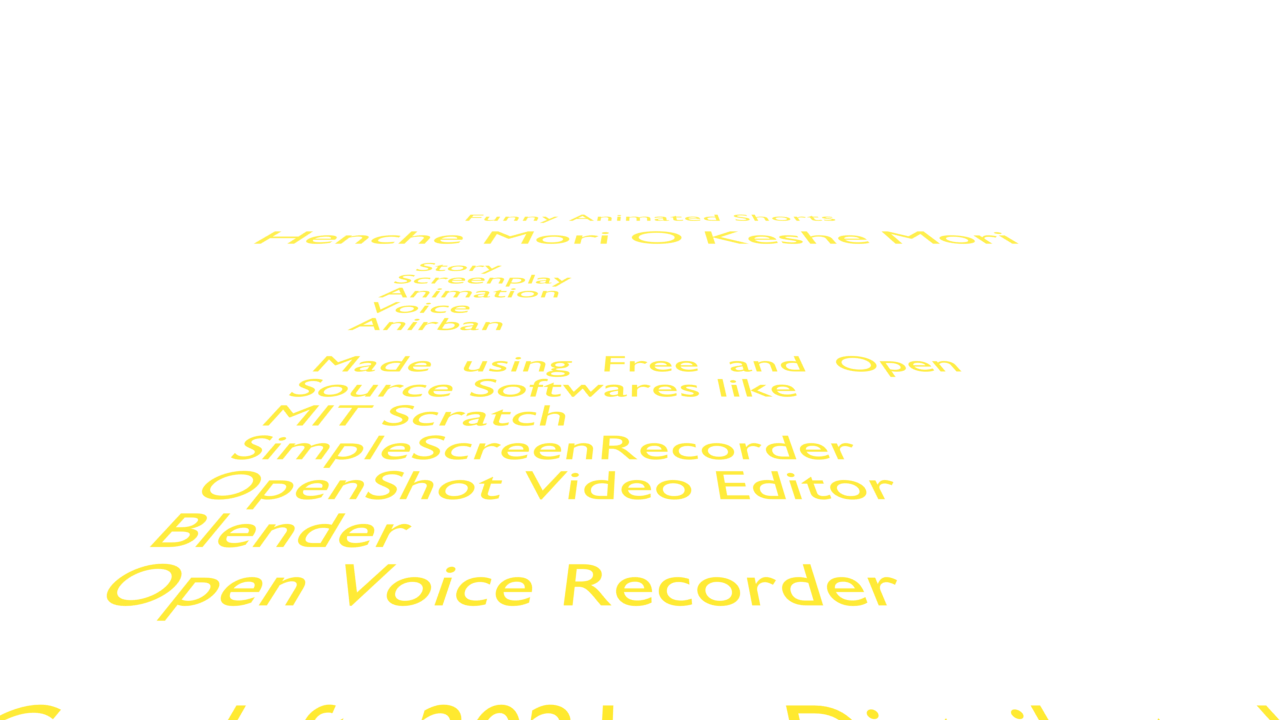 Funny Animated Shorts
Henche Mori O Keshe Mori
Story
Screenplay
Animation
Voice
Anirban
Made using Free and Open
Source Softwares like
MIT Scratch
SimpleScreenRecorder
OpenShot Video Editor
Blender
Open Voice Recorder